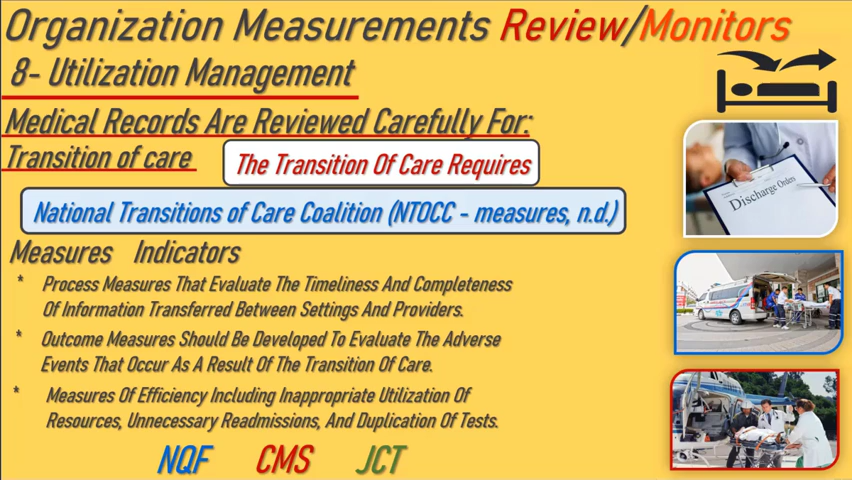 Organization Measurements Review/Monitors
8- Utilization Management
Medical Records Are Reviewed Carefully For:
Transition of care
The Transition Of Care Requires
National Transitions of Care Coalition (NTOCC - measures, n.d.)
Measures Indicators
* Process Measures That Evaluate The Timeliness And Completeness
Of Information Transferred Between Settings And Providers.
* Outcome Measures Should Be Developed To Evaluate The Adverse
Events That Occur As A Result Of The Transition Of Care.
* Measures Of Efficiency Including Inappropriate Utilization Of
Resources, Unnecessary Readmissions, And Duplication Of Tests.
NQF CMS JCT
Discharge Orders